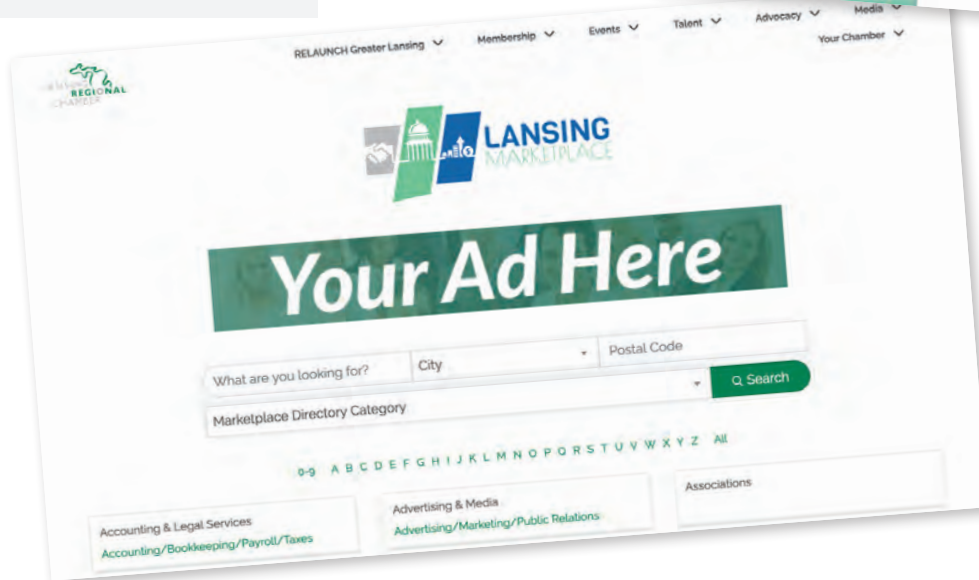 RELAUNCH Greater Lansing Membership Events Talent Advocacy Media
Your Chamber
REGIONAL
CHAMBER
LANSING
MARKETPLACE
Your Ad Here
What are you looking for? City Postal Code
Marketplace Directory Category Search
0-9 A B C D E F G H I J K L M N O P Q R S T U V W X Y Z All
Accounting & Legal Services Advertising & Media Associations
Accounting/Bookkeeping/Payroll/Taxes Advertising/Marketing/Public Relations